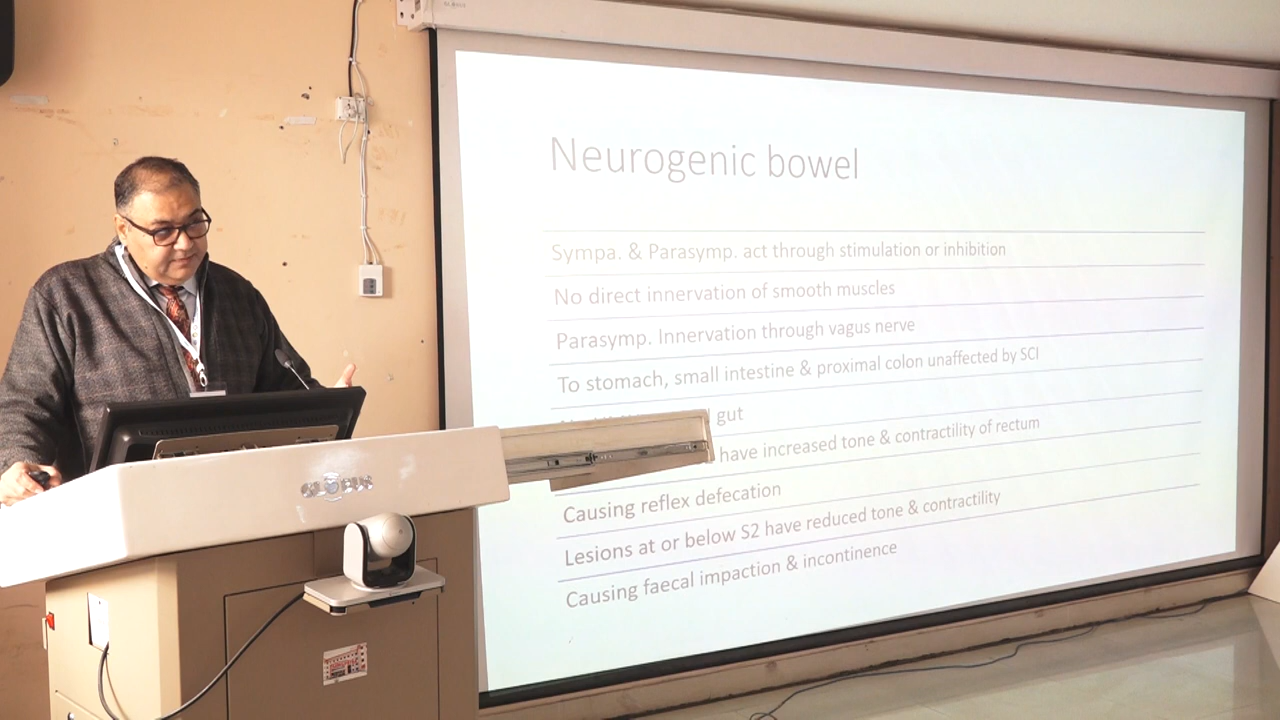 Neurogenic bowel
Sympa. & Parasymp. act through stimulation or inhibition
No direct innervation of smooth muscles
Parasymp. Innervation through vagus nerve
To stomach, small intestine & proximal colon unaffected by SCI
gut
have increased tone & contractility of rectum
Causing reflex defecation
Lesions at or below S2 have reduced tone & contractility
Causing faecal impaction & incontinence